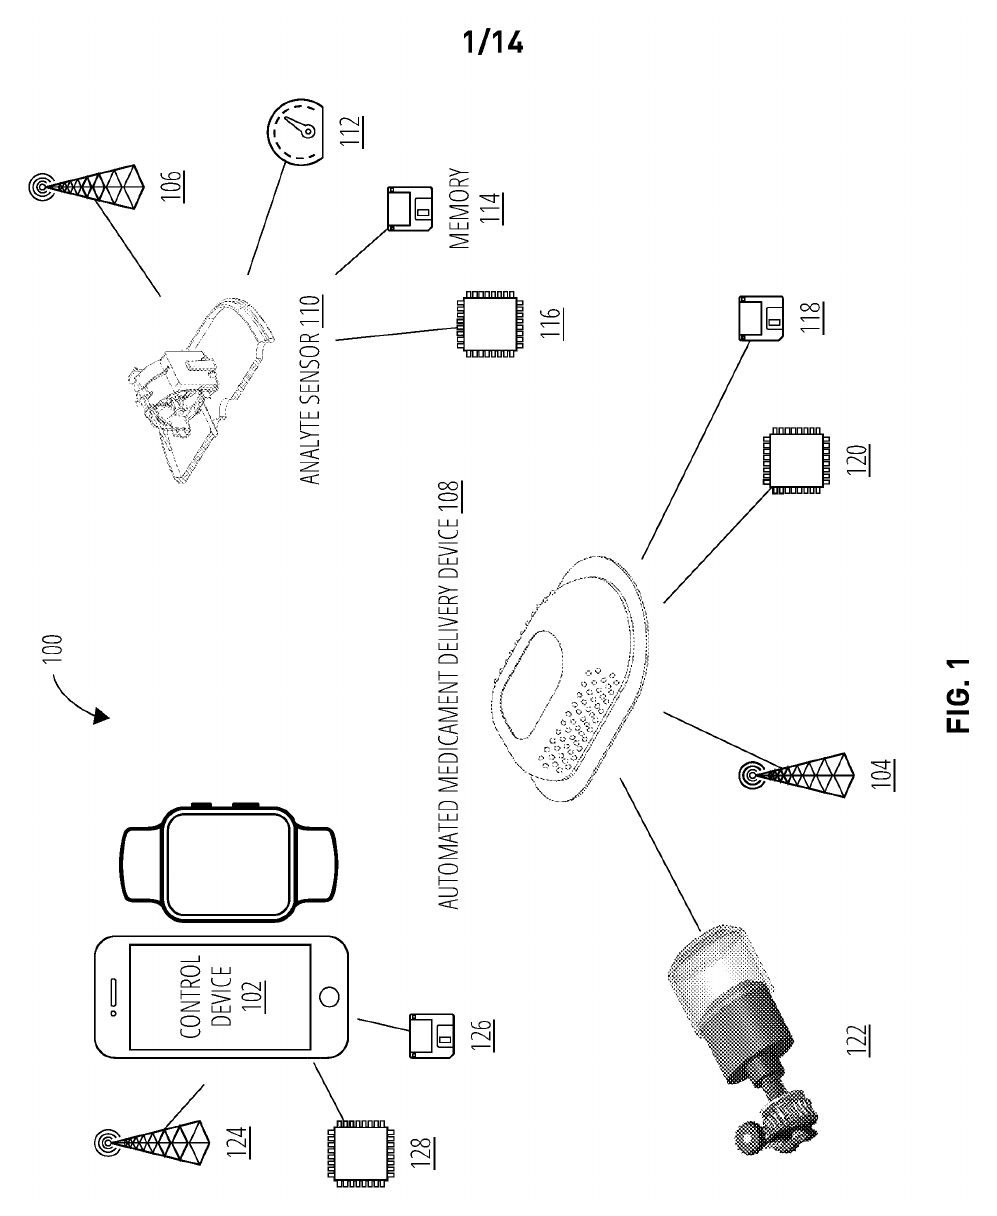 1/14
100
106
112
MEMORY
114
ANALYTE SENSOR 110
116
118
120
AUTOMATED MEDICAMENT DELIVERY DEVICE 108
104
122
CONTROL
DEVICE
102
124
126
128
FIG. 1